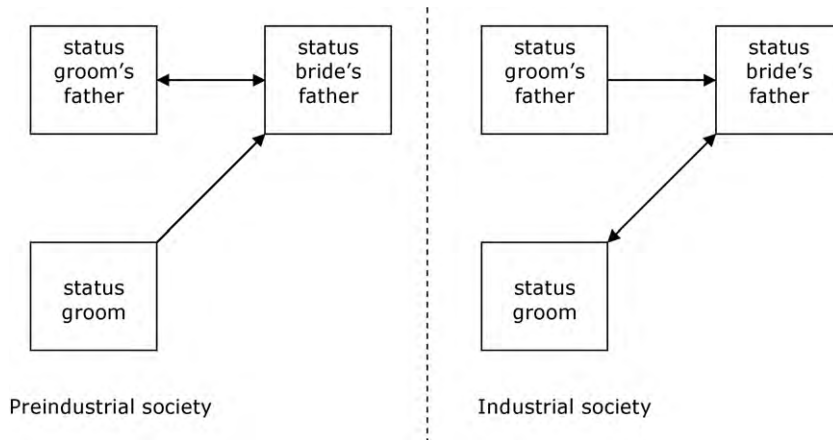 status
groom's
father
status
bride's
father
status
groom
Preindustrial society
status
groom's
father
status
bride's
father
status
groom
Industrial society